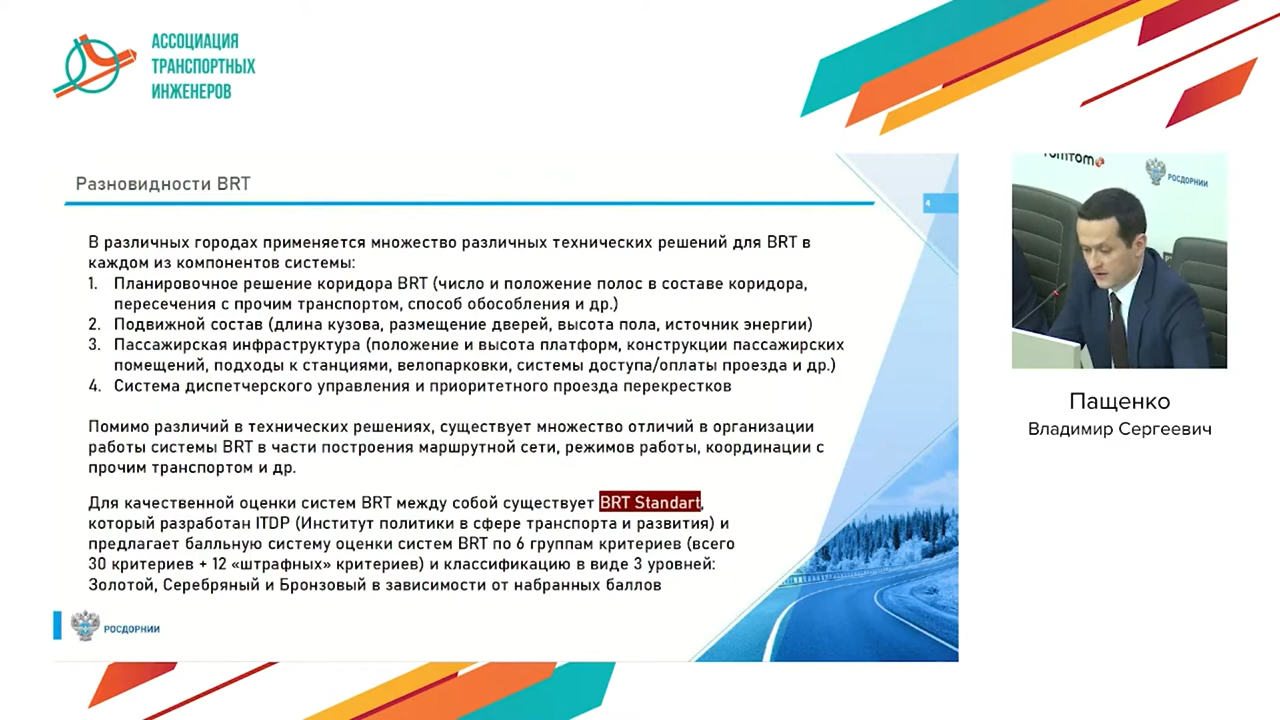 АССОЦИАЦИЯ
ТРАНСПОРТНЫХ
ИНЖЕНЕРОВ
Разновидности BRT
4
В различных городах применяется множество различных технических решений для BRT в
каждом из компонентов системы:
1. Планировочное решение коридора BRT (число и положение полос в составе коридора,
пересечения с прочим транспортом, способ обособления и др.)
2. Подвижной состав (длина кузова, размещение дверей, высота пола, источник энергии)
3. Пассажирская инфраструктура (положение и высота платформ, конструкции пассажирских
помещений, подходы к станциям, велопарковки, системы доступа/оплаты проезда и др.)
4. Система диспетчерского управления и приоритетного проезда перекрестков
Помимо различий в технических решениях, существует множество отличий в организации
работы системы BRT в части построения маршрутной сети, режимов работы, координации с
прочим транспортом и др.
Для качественной оценки систем BRT между собой существует BRT Standart,
который разработан ITDP (Институт политики в сфере транспорта и развития) и
предлагает балльную систему оценки систем BRT по 6 группам критериев (всего
30 критериев + 12 «штрафных» критериев) и классификацию в виде 3 уровней:
Золотой, Серебряный и Бронзовый в зависимости от набранных баллов
РОСДОРНИИ
tomtom
РОСДОРНИИ
Пащенко
Владимир Сергеевич